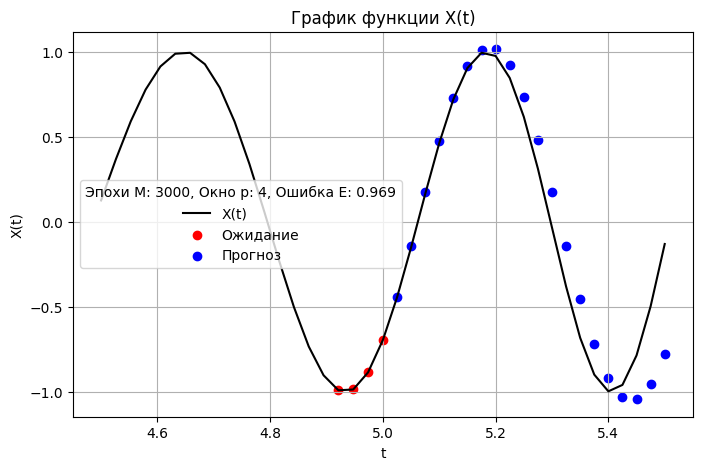 График функции X(t)
X(t)
1.0
0.5
0.0
−0.5
−1.0
Эпохи M: 3000, Окно p: 4, Ошибка E: 0.969
X(t)
Ожидание
Прогноз
4.6
4.8
5.0
5.2
5.4
t